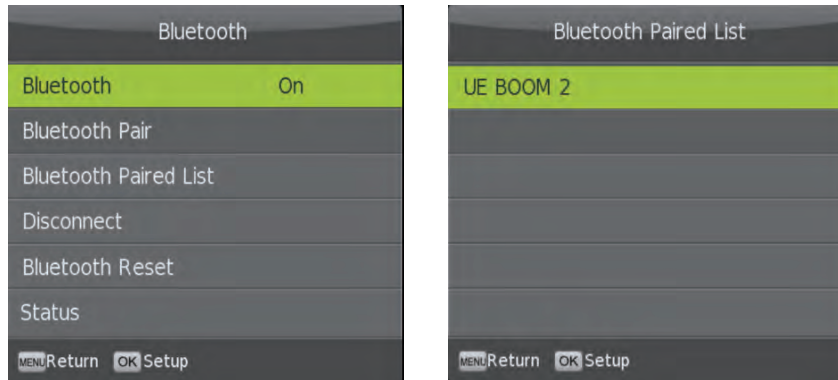 Bluetooth
Bluetooth On
Bluetooth Pair
Bluetooth Paired List
Disconnect
Bluetooth Reset
Status
MENU Return OK Setup
Bluetooth Paired List
UE BOOM 2
MENU Return OK Setup